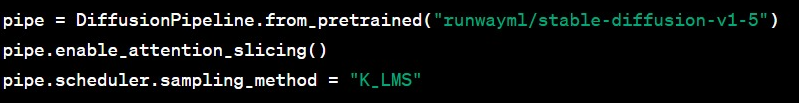 pipe = DiffusionPipeline.from_pretrained("runwayml/stable-diffusion-v1-5")
pipe.enable_attention_slicing()
pipe.scheduler.sampling_method = "K_LMS"